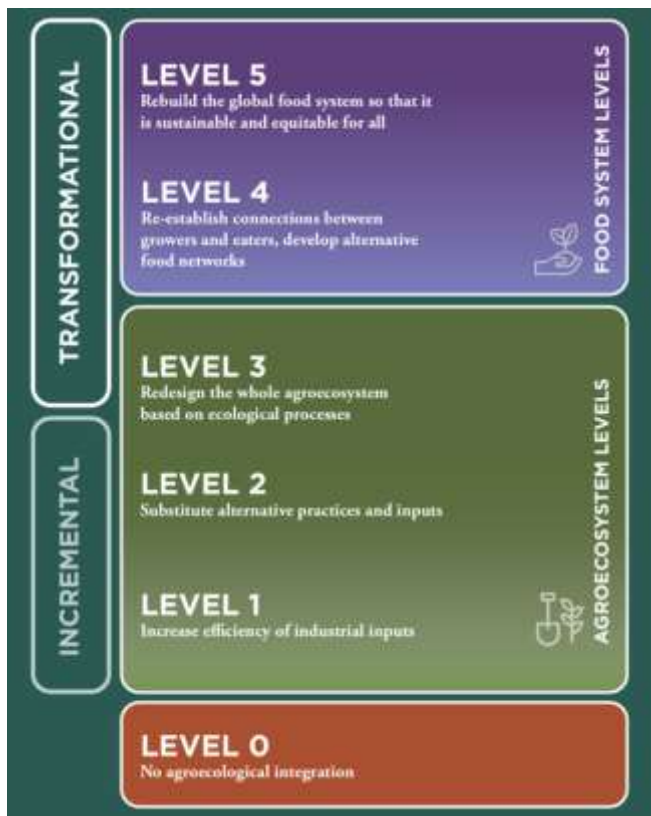 TRANSFORMATIONAL
LEVEL 5
Rebuild the global food system so that it
is sustainable and equitable for all
LEVEL 4
Re-establish connections between
growers and eaters, develop alternative
food networks
FOOD SYSTEM LEVELS
LEVEL 3
Redesign the whole agroecosystem
based on ecological processes
INCREMENTAL
LEVEL 2
Substitute alternative practices and inputs
LEVEL 1
Increase efficiency of industrial inputs
AGROECOSYSTEM LEVELS
LEVEL 0
No agroecological integration